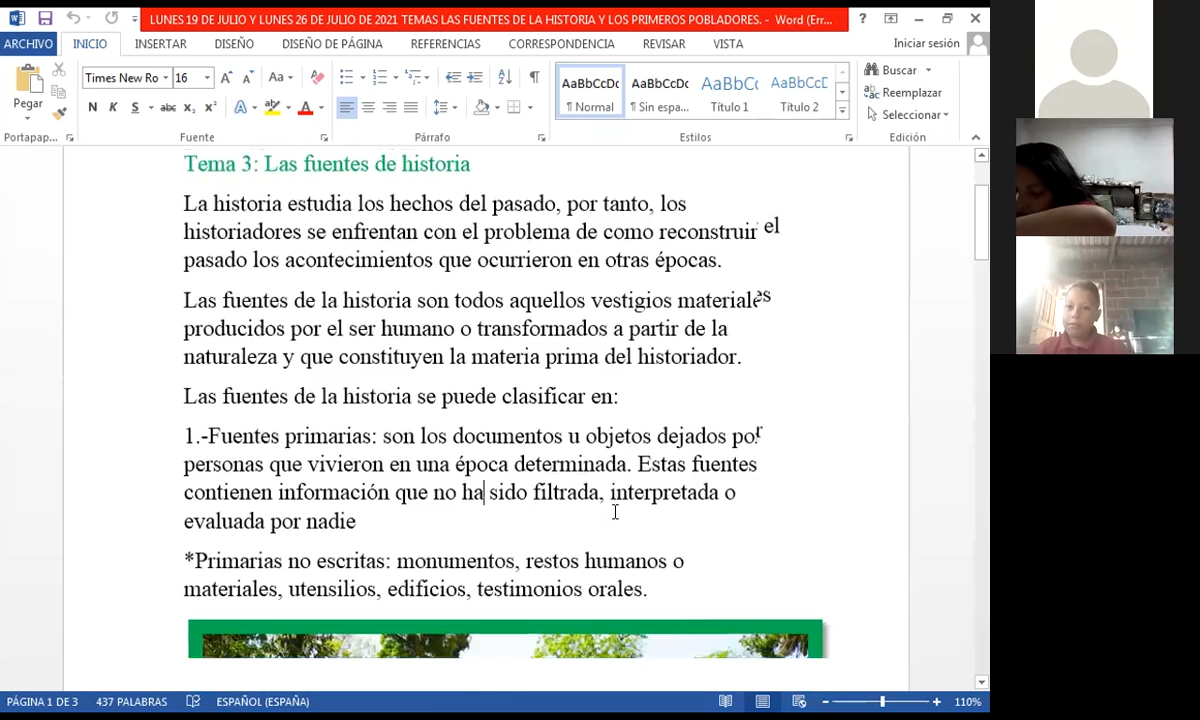 LUNES 19 DE JULIO Y LUNES 26 DE JULIO DE 2021 TEMAS LAS FUENTES DE LA HISTORIA Y LOS PRIMEROS POBLADORES. - Word (Err...
ARCHIVO INICIO INSERTAR DISEÑO DISEÑO DE PÁGINA REFERENCIAS CORRESPONDENCIA REVISAR VISTA Iniciar sesión
Times New Ro 16
Pegar
Portapap... Fuente Párrafo Estilos Edición
AaBbCcDc AaBbCcDc AaBbCc AaBbCcD
¶ Normal ¶ Sin espa... Título 1 Título 2
Buscar
Reemplazar
Seleccionar
Tema 3: Las fuentes de historia
La historia estudia los hechos del pasado, por tanto, los
historiadores se enfrentan con el problema de como reconstruir el
pasado los acontecimientos que ocurrieron en otras épocas.
Las fuentes de la historia son todos aquellos vestigios materiales
producidos por el ser humano o transformados a partir de la
naturaleza y que constituyen la materia prima del historiador.
Las fuentes de la historia se puede clasificar en:
1.-Fuentes primarias: son los documentos u objetos dejados por
personas que vivieron en una época determinada. Estas fuentes
contienen información que no ha sido filtrada, interpretada o
evaluada por nadie
*Primarias no escritas: monumentos, restos humanos o
materiales, utensilios, edificios, testimonios orales.
PÁGINA 1 DE 3 437 PALABRAS ESPAÑOL (ESPAÑA) 110%